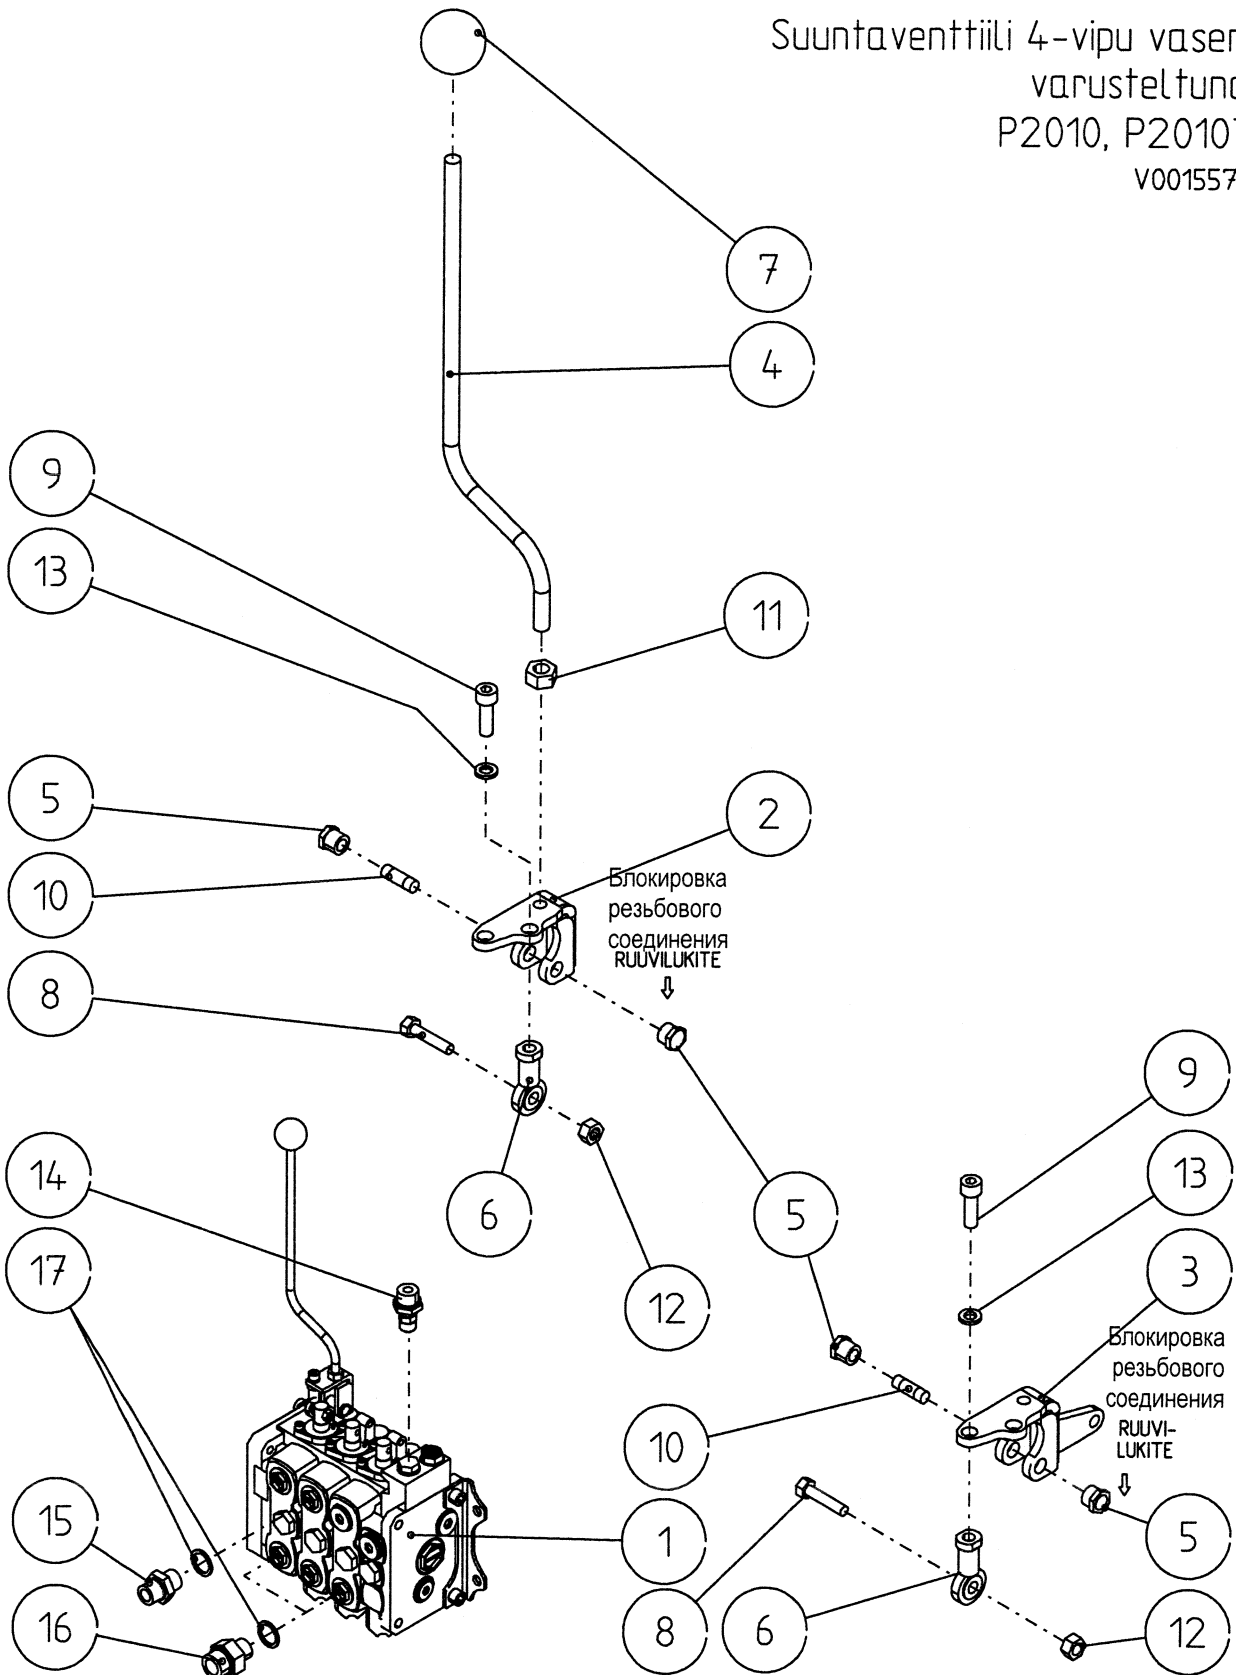 Suuntaventtiili 4-vipu vasen
varusteltuna
P2010, P2010T
V001557
7
4
9
13
11
5
2
10
Блокировка
резьбового
соединения
RUUVILUKITE
8
9
14
6
5
13
17
12
3
Блокировка
резьбового
соединения
RUUVI-
LUKITE
10
15
1
5
16
8
6
12